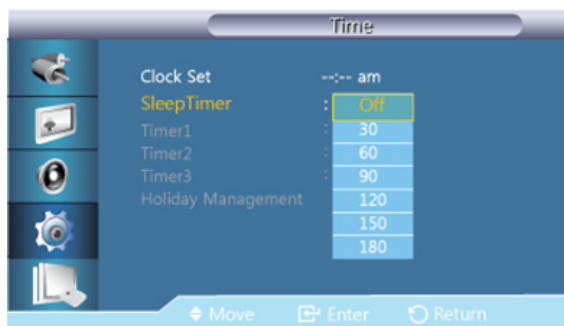 Time
Clock Set --:-- am
SleepTimer : Off
Timer1 : 30
Timer2 : 60
Timer3 : 90
Holiday Management 120
150
180
Move Enter Return